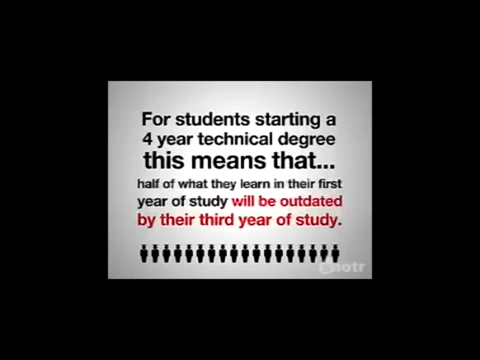 For students starting a
4 year technical degree
this means that...
half of what they learn in their first
year of study will be outdated
by their third year of study.